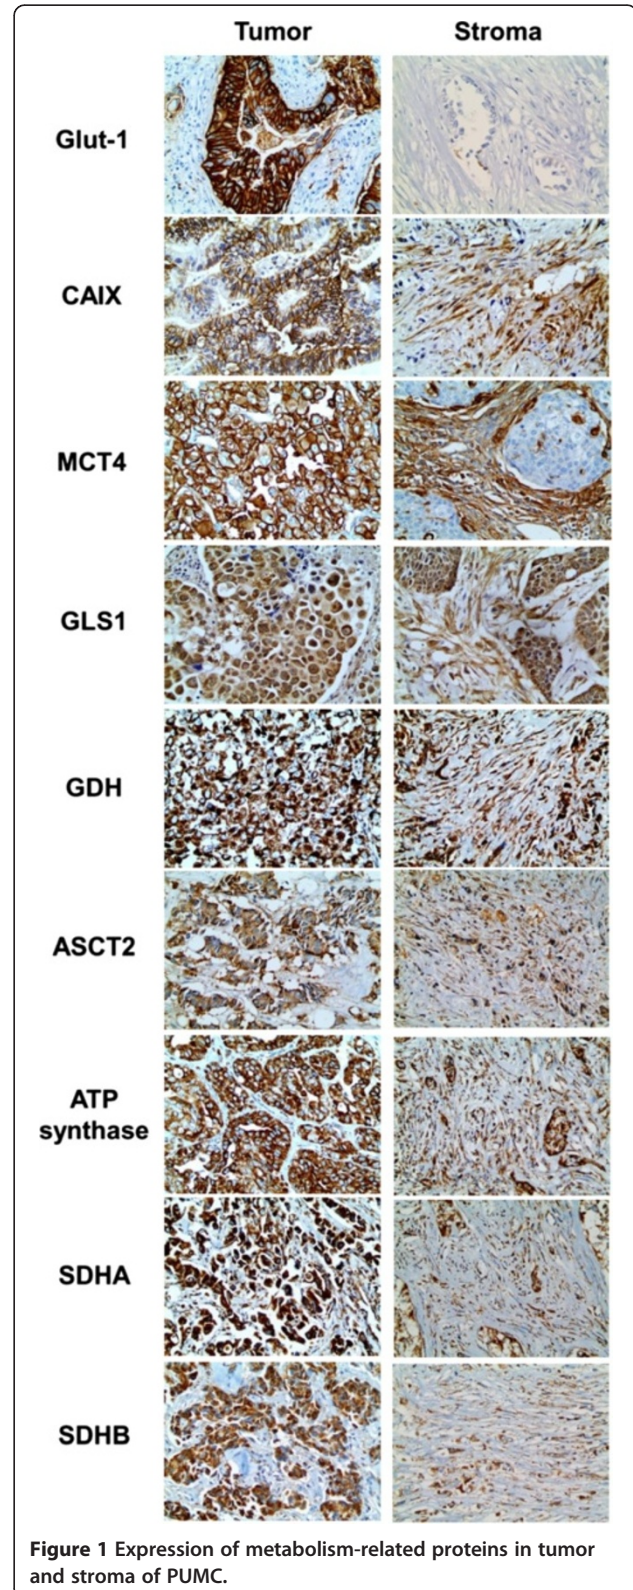 Tumor Stroma
Glut-1
CAIX
MCT4
GLS1
GDH
ASCT2
ATP
synthase
SDHA
SDHB
Figure 1 Expression of metabolism-related proteins in tumor
and stroma of PUMC.